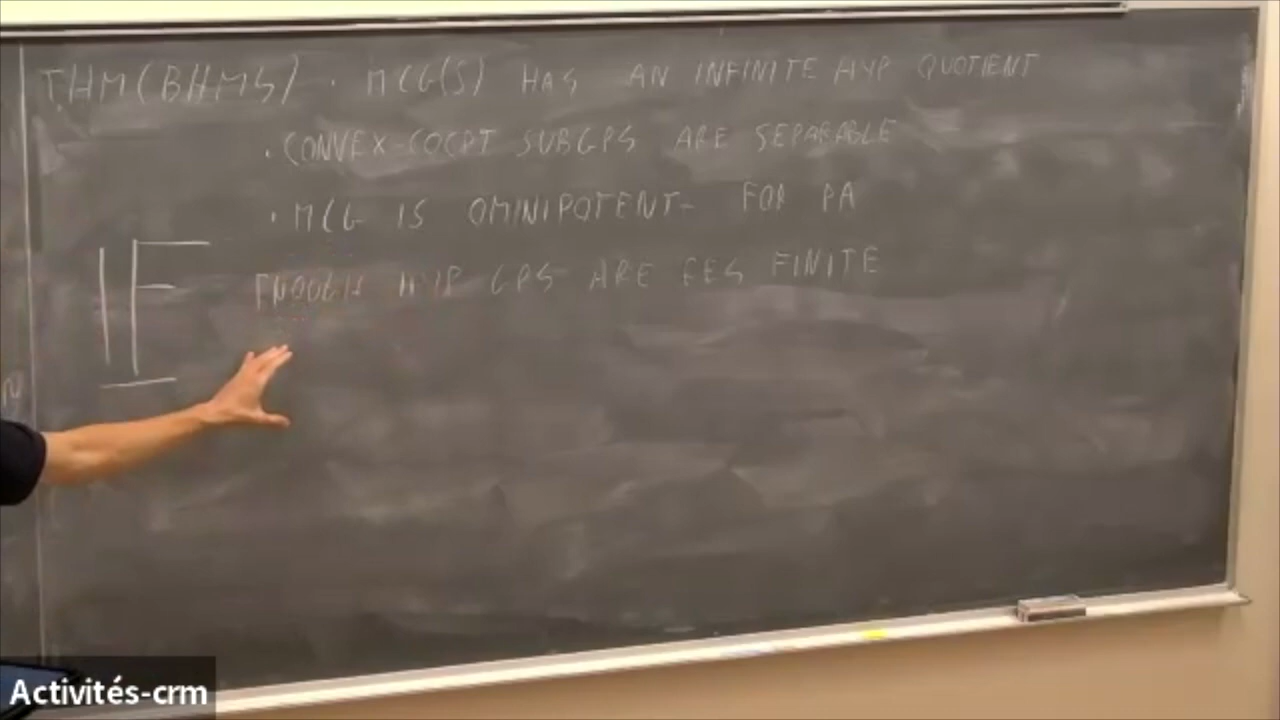 THM (BHMS) · MCG(S) HAS AN INFINITE HYP QUOTIENT
· CONVEX-COCPT SUBGPS ARE SEPARABLE
· MCG IS OMNIPOTENT FOR PA
IF ENOUGH HYP GPS ARE RES FINITE
Activités-crm